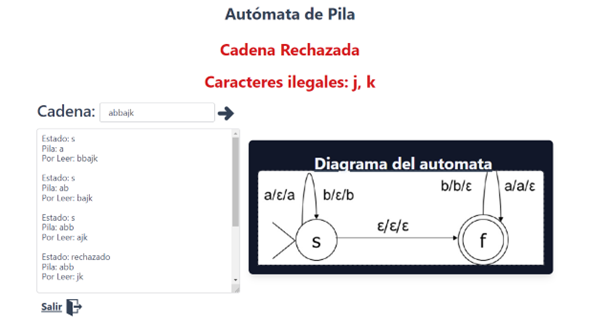 Autómata de Pila
Cadena Rechazada
Caracteres ilegales: j, k
Cadena: abbajk
Estado: s
Pila: a
Por Leer: bbajk
Estado: s
Pila: ab
Por Leer: bajk
Estado: s
Pila: abb
Por Leer: ajk
Estado: rechazado
Pila: abb
Por Leer: jk
Salir
Diagrama del automata
a/ε/a b/ε/b b/b/ε a/a/ε
ε/ε/ε
s f